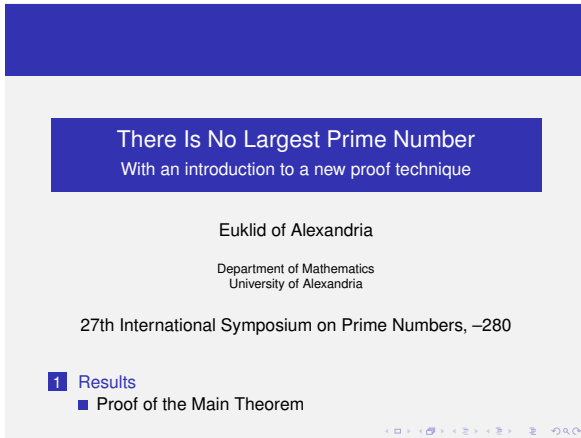 There Is No Largest Prime Number
With an introduction to a new proof technique
Euklid of Alexandria
Department of Mathematics
University of Alexandria
27th International Symposium on Prime Numbers, –280
1 Results
Proof of the Main Theorem